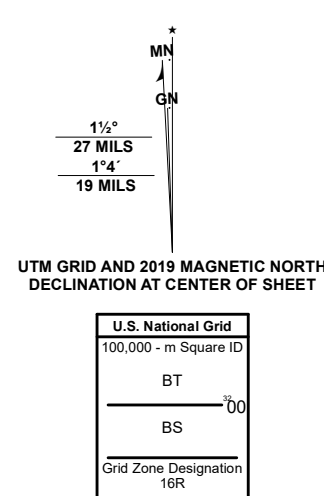 ★
MN
GN
1½°
27 MILS
1°4´
19 MILS
UTM GRID AND 2019 MAGNETIC NORTH
DECLINATION AT CENTER OF SHEET
U.S. National Grid
100,000 - m Square ID
BT
³²00
BS
Grid Zone Designation
16R